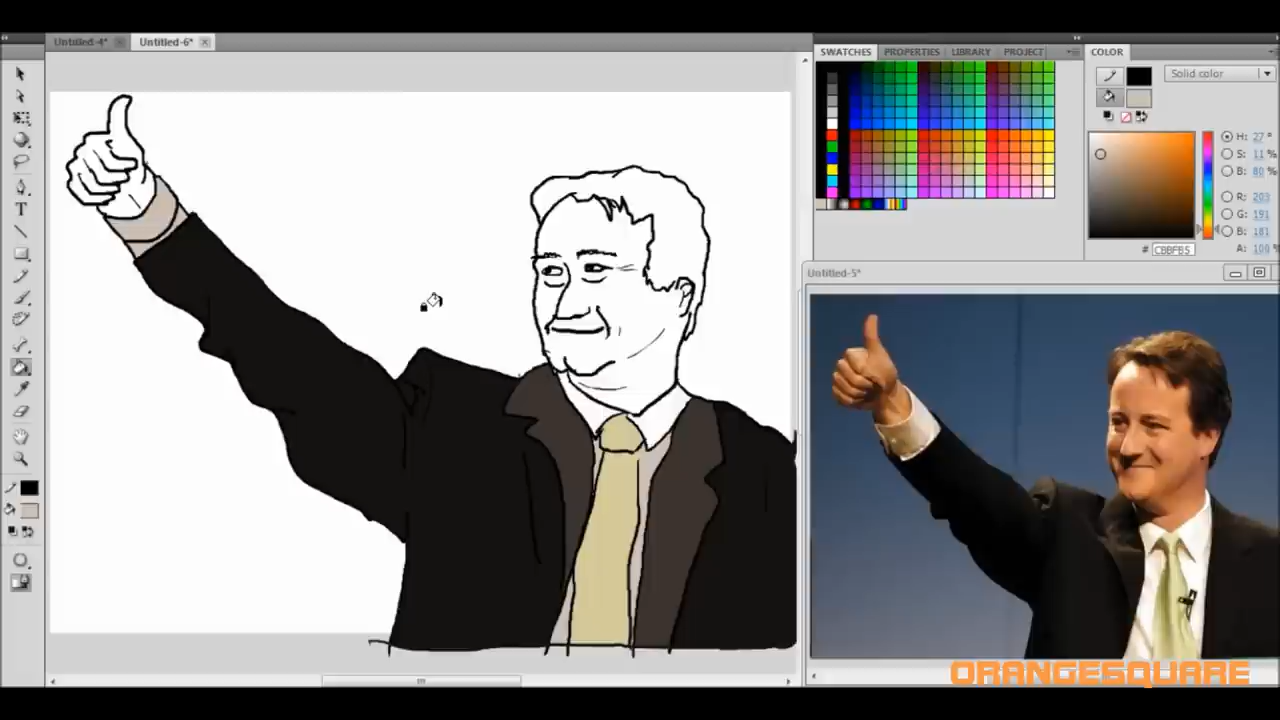 Untitled-4*
Untitled-6*
SWATCHES
PROPERTIES
LIBRARY
PROJECT
COLOR
Solid color
H: 27 °
S: 11 %
B: 80 %
R: 203
G: 191
B: 181
A: 100 %
# CBBFB5
Untitled-5*
T
ORANGESQUARE